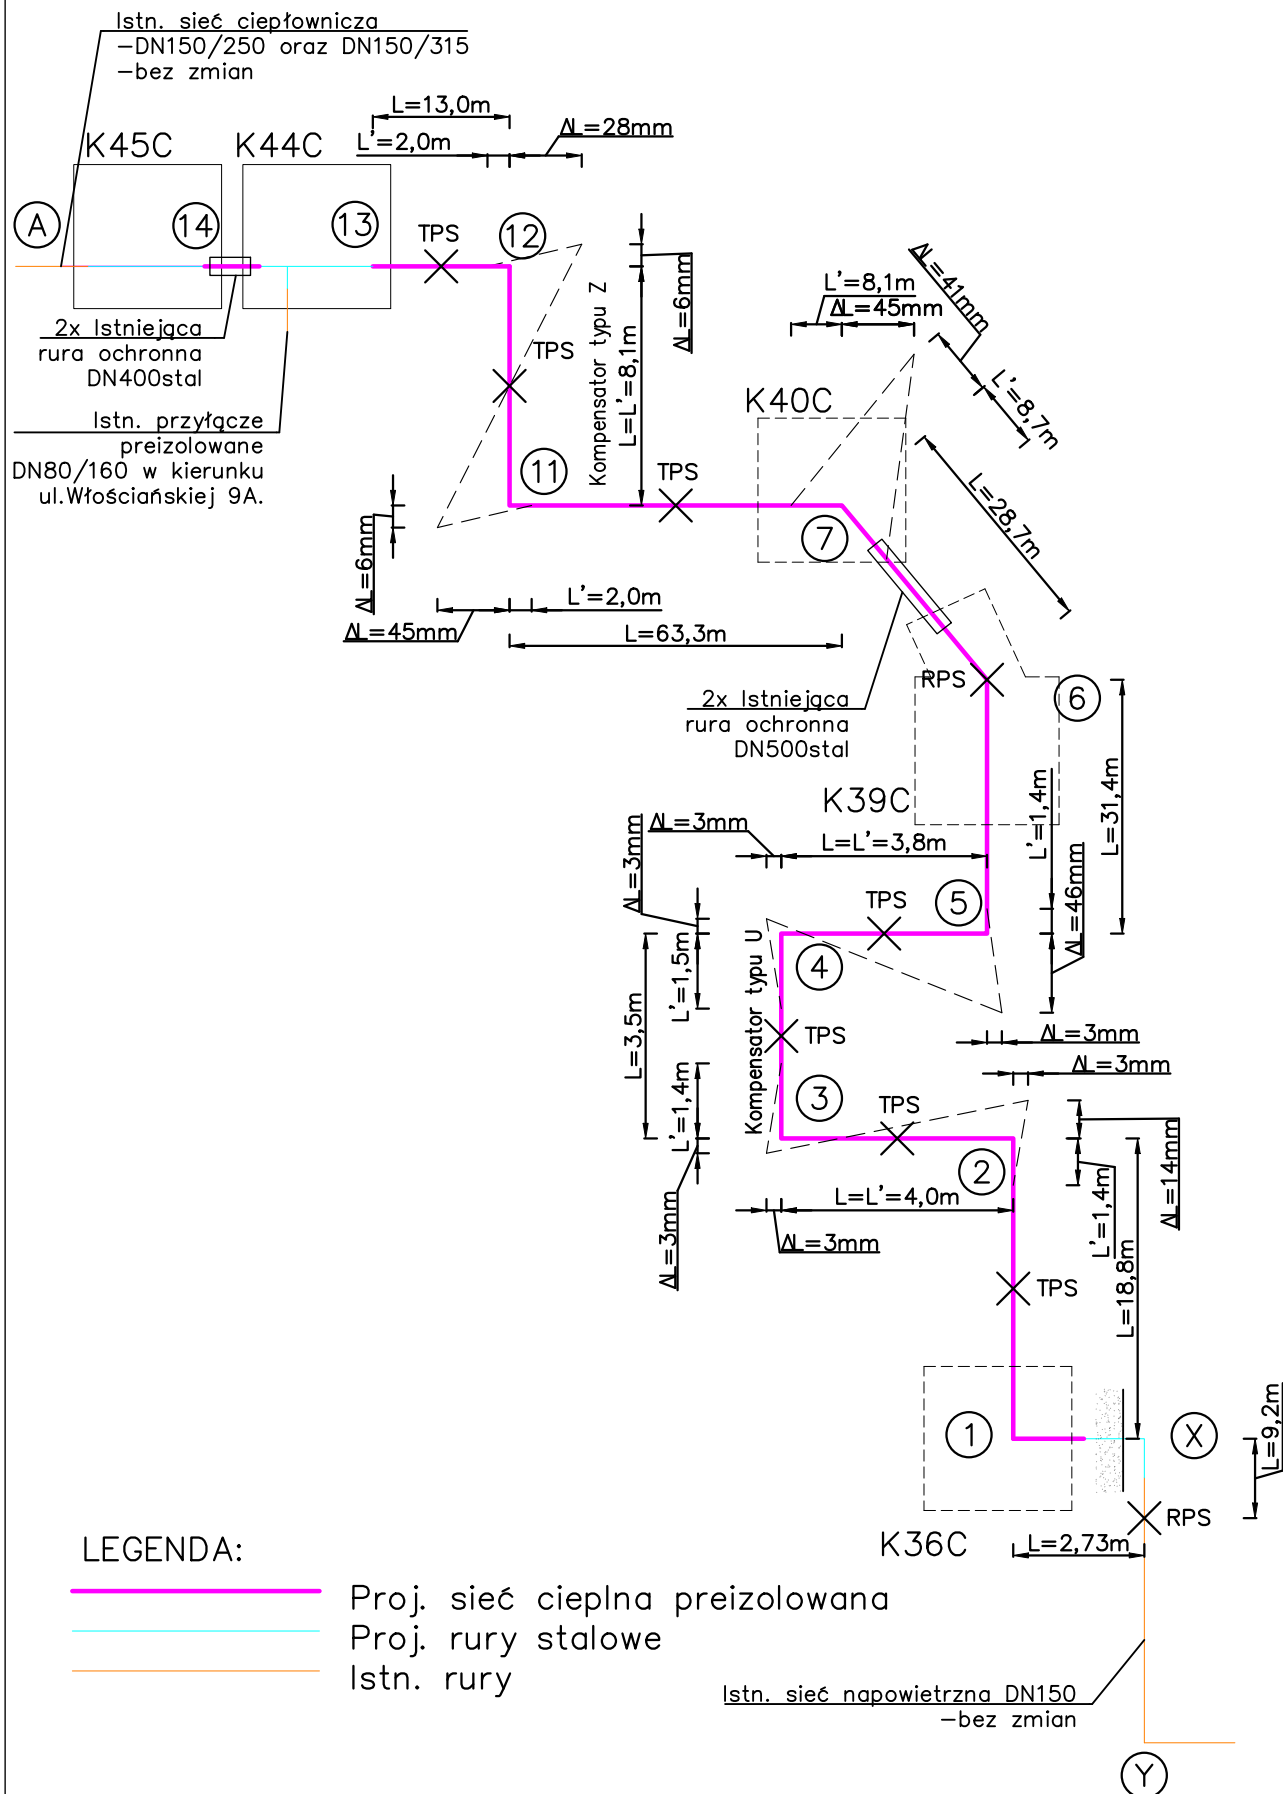 Istn. sieć ciepłownicza
-DN150/250 oraz DN150/315
-bez zmian
L=13,0m
L'=2,0m
ΔL=28mm
K45C
K44C
A
14
13
TPS
12
2x Istniejąca
rura ochronna
DN400stal
Istn. przyłącze
preizolowane
DN80/160 w kierunku
ul.Włościańskiej 9A.
TPS
Kompensator typu Z
L=L'=8,1m
ΔL=6mm
L'=8,1m
ΔL=45mm
ΔL=41mm
L'=8,7m
K40C
L=28,7m
11
TPS
7
ΔL=6mm
L'=2,0m
ΔL=45mm
L=63,3m
RPS
6
2x Istniejąca
rura ochronna
DN500stal
K39C
L'=1,4m
L=31,4m
ΔL=3mm
ΔL=3mm
L=L'=3,8m
TPS
5
ΔL=46mm
4
L'=1,5m
L=3,5m
Kompensator typu U
TPS
ΔL=3mm
ΔL=3mm
L'=1,4m
3
TPS
2
ΔL=14mm
L'=1,4m
L=L'=4,0m
ΔL=3mm
ΔL=3mm
L=18,8m
TPS
1
X
L=9,2m
RPS
K36C
L=2,73m
LEGENDA:
Proj. sieć cieplna preizolowana
Proj. rury stalowe
Istn. rury
Istn. sieć napowietrzna DN150
-bez zmian
Y